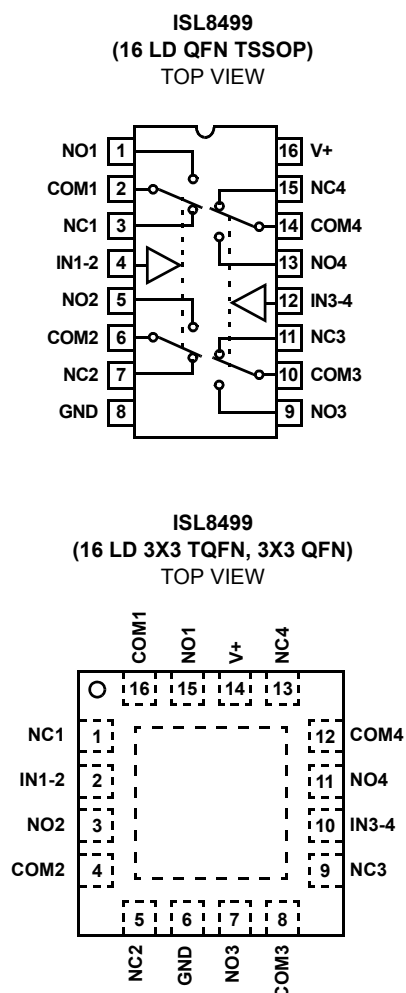 ISL8499
(16 LD QFN TSSOP)
TOP VIEW
NO1 1 16 V+
COM1 2 15 NC4
NC1 3 14 COM4
IN1-2 4 13 NO4
NO2 5 12 IN3-4
COM2 6 11 NC3
NC2 7 10 COM3
GND 8 9 NO3
ISL8499
(16 LD 3X3 TQFN, 3X3 QFN)
TOP VIEW
COM1 NO1 V+ NC4
16 15 14 13
NC1 1 12 COM4
IN1-2 2 11 NO4
NO2 3 10 IN3-4
COM2 4 9 NC3
5 6 7 8
NC2 GND NO3 COM3